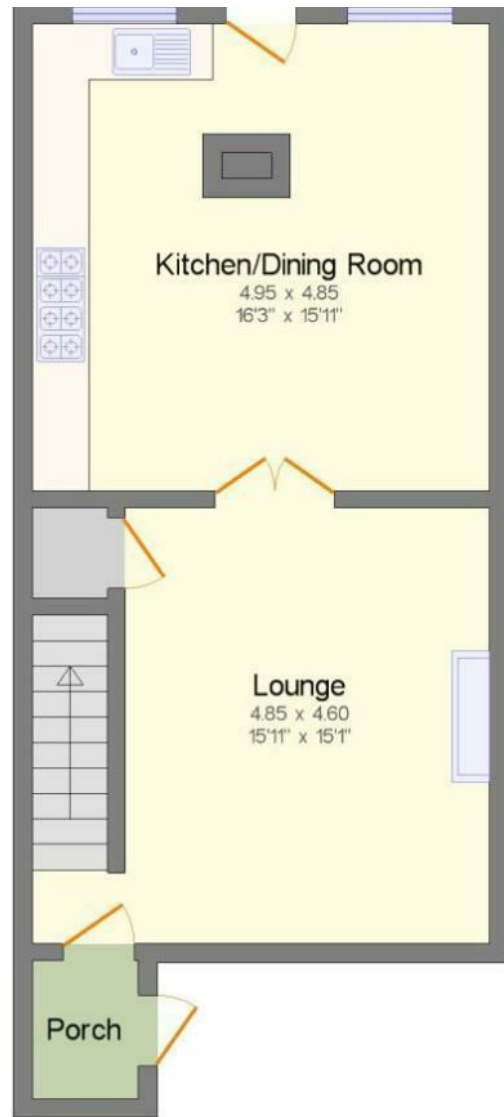 Kitchen/Dining Room
4.95 x 4.85
16'3" x 15'11"
Lounge
4.85 x 4.60
15'11" x 15'1"
Porch